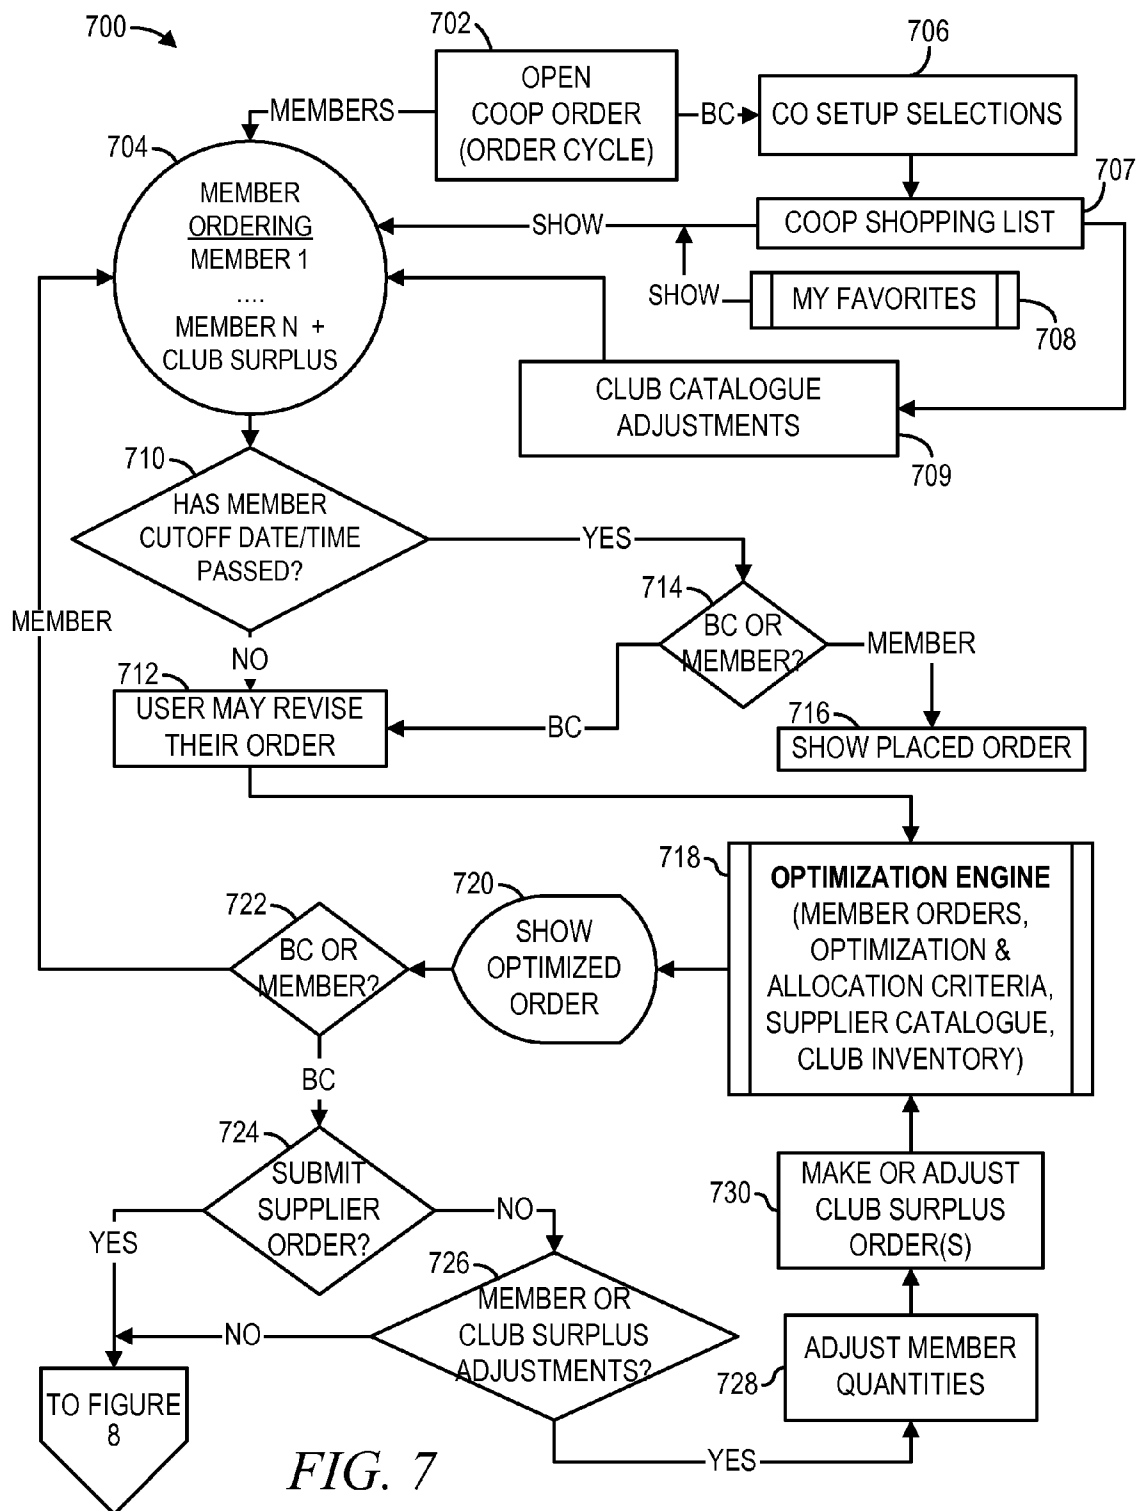 700
702
OPEN
COOP ORDER
(ORDER CYCLE)
MEMBERS
BC
706
CO SETUP SELECTIONS
704
MEMBER
ORDERING
MEMBER 1
....
MEMBER N +
CLUB SURPLUS
707
COOP SHOPPING LIST
SHOW
SHOW
MY FAVORITES
708
CLUB CATALOGUE
ADJUSTMENTS
709
710
HAS MEMBER
CUTOFF DATE/TIME
PASSED?
YES
NO
714
BC OR
MEMBER?
MEMBER
BC
MEMBER
712
USER MAY REVISE
THEIR ORDER
716
SHOW PLACED ORDER
718
OPTIMIZATION ENGINE
(MEMBER ORDERS,
OPTIMIZATION &
ALLOCATION CRITERIA,
SUPPLIER CATALOGUE,
CLUB INVENTORY)
720
SHOW
OPTIMIZED
ORDER
722
BC OR
MEMBER?
BC
724
SUBMIT
SUPPLIER
ORDER?
YES
NO
726
MEMBER OR
CLUB SURPLUS
ADJUSTMENTS?
NO
YES
730
MAKE OR ADJUST
CLUB SURPLUS
ORDER(S)
728
ADJUST MEMBER
QUANTITIES
TO FIGURE
8
FIG. 7